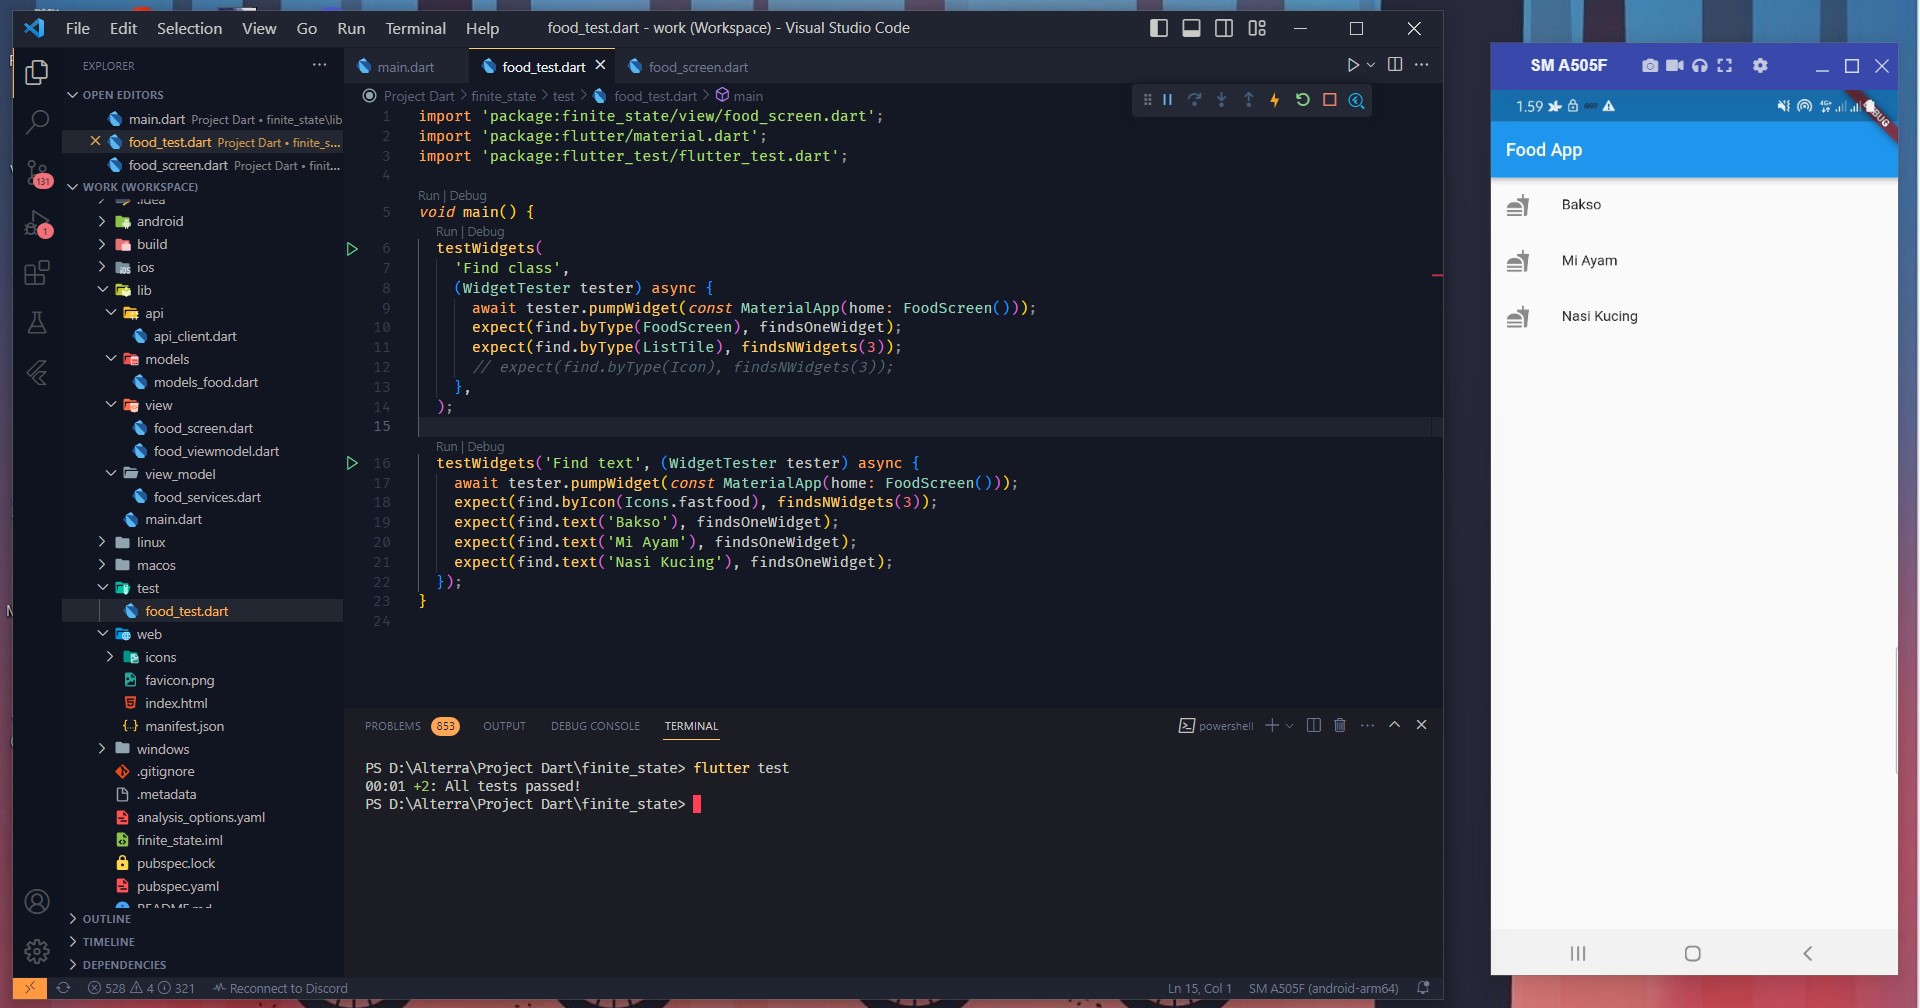 File Edit Selection View Go Run Terminal Help
food_test.dart - work (Workspace) - Visual Studio Code
EXPLORER
OPEN EDITORS
main.dart Project Dart • finite_state\lib
food_test.dart Project Dart • finite_s...
food_screen.dart Project Dart • finit...
WORK (WORKSPACE)
.idea
android
build
ios
lib
api
api_client.dart
models
models_food.dart
view
food_screen.dart
food_viewmodel.dart
view_model
food_services.dart
main.dart
linux
macos
test
food_test.dart
web
icons
favicon.png
index.html
manifest.json
windows
.gitignore
.metadata
analysis_options.yaml
finite_state.iml
pubspec.lock
pubspec.yaml
README.md
OUTLINE
TIMELINE
DEPENDENCIES
131
1
main.dart
food_test.dart
food_screen.dart
Project Dart > finite_state > test > food_test.dart > main
1 import 'package:finite_state/view/food_screen.dart';
2 import 'package:flutter/material.dart';
3 import 'package:flutter_test/flutter_test.dart';
4
Run | Debug
5 void main() {
Run | Debug
6 testWidgets(
7 'Find class',
8 (WidgetTester tester) async {
9 await tester.pumpWidget(const MaterialApp(home: FoodScreen()));
10 expect(find.byType(FoodScreen), findsOneWidget);
11 expect(find.byType(ListTile), findsNWidgets(3));
12 // expect(find.byType(Icon), findsNWidgets(3));
13 },
14 );
15
Run | Debug
16 testWidgets('Find text', (WidgetTester tester) async {
17 await tester.pumpWidget(const MaterialApp(home: FoodScreen()));
18 expect(find.byIcon(Icons.fastfood), findsNWidgets(3));
19 expect(find.text('Bakso'), findsOneWidget);
20 expect(find.text('Mi Ayam'), findsOneWidget);
21 expect(find.text('Nasi Kucing'), findsOneWidget);
22 });
23 }
24
PROBLEMS 853 OUTPUT DEBUG CONSOLE TERMINAL
powershell
PS D:\Alterra\Project Dart\finite_state> flutter test
00:01 +2: All tests passed!
PS D:\Alterra\Project Dart\finite_state>
528 4 321 Reconnect to Discord
Ln 15, Col 1 SM A505F (android-arm64)
SM A505F
1.59
Food App
Bakso
Mi Ayam
Nasi Kucing